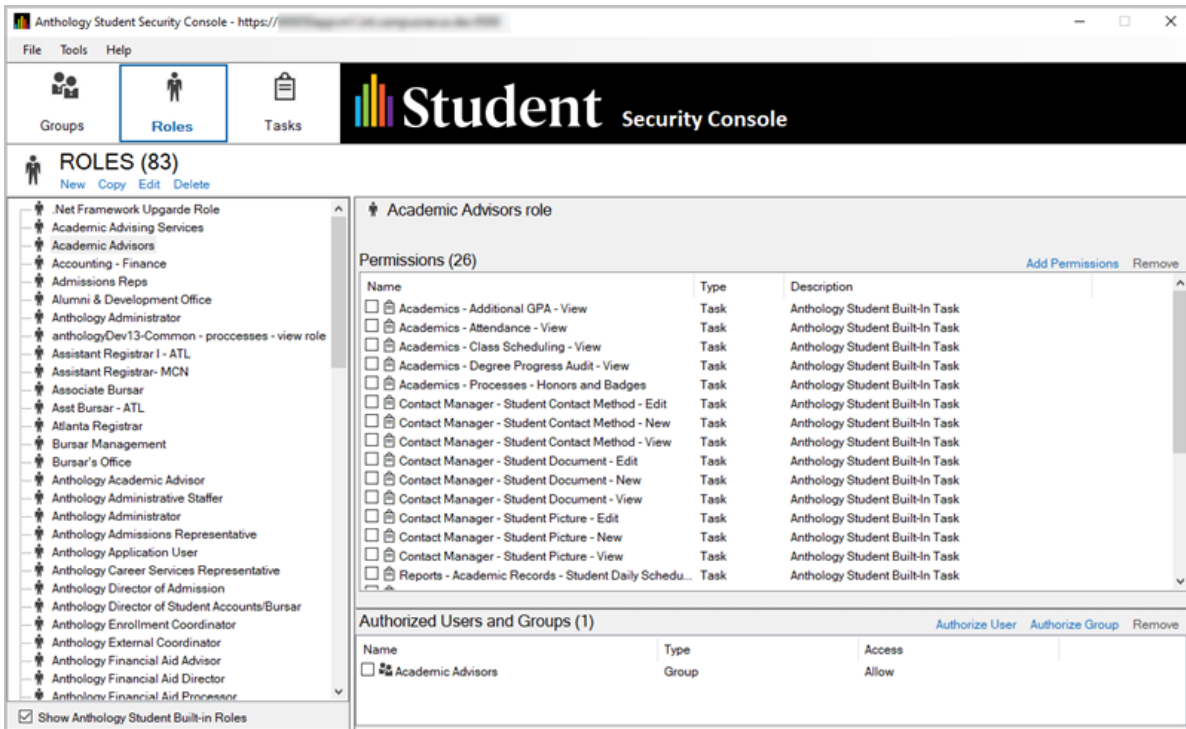 Anthology Student Security Console - https://
File Tools Help
Groups Roles Tasks
Student Security Console
ROLES (83)
New Copy Edit Delete
.Net Framework Upgarde Role
Academic Advising Services
Academic Advisors
Accounting - Finance
Admissions Reps
Alumni & Development Office
Anthology Administrator
anthologyDev13-Common - proccesses - view role
Assistant Registrar I - ATL
Assistant Registrar- MCN
Associate Bursar
Asst Bursar - ATL
Atlanta Registrar
Bursar Management
Bursar's Office
Anthology Academic Advisor
Anthology Administrative Staffer
Anthology Administrator
Anthology Admissions Representative
Anthology Application User
Anthology Career Services Representative
Anthology Director of Admission
Anthology Director of Student Accounts/Bursar
Anthology Enrollment Coordinator
Anthology External Coordinator
Anthology Financial Aid Advisor
Anthology Financial Aid Director
Anthology Financial Aid Processor
Show Anthology Student Built-in Roles
Academic Advisors role
Permissions (26) Add Permissions Remove
Name Type Description
Academics - Additional GPA - View Task Anthology Student Built-In Task
Academics - Attendance - View Task Anthology Student Built-In Task
Academics - Class Scheduling - View Task Anthology Student Built-In Task
Academics - Degree Progress Audit - View Task Anthology Student Built-In Task
Academics - Processes - Honors and Badges Task Anthology Student Built-In Task
Contact Manager - Student Contact Method - Edit Task Anthology Student Built-In Task
Contact Manager - Student Contact Method - New Task Anthology Student Built-In Task
Contact Manager - Student Contact Method - View Task Anthology Student Built-In Task
Contact Manager - Student Document - Edit Task Anthology Student Built-In Task
Contact Manager - Student Document - New Task Anthology Student Built-In Task
Contact Manager - Student Document - View Task Anthology Student Built-In Task
Contact Manager - Student Picture - Edit Task Anthology Student Built-In Task
Contact Manager - Student Picture - New Task Anthology Student Built-In Task
Contact Manager - Student Picture - View Task Anthology Student Built-In Task
Reports - Academic Records - Student Daily Schedu... Task Anthology Student Built-In Task
Authorized Users and Groups (1) Authorize User Authorize Group Remove
Name Type Access
Academic Advisors Group Allow